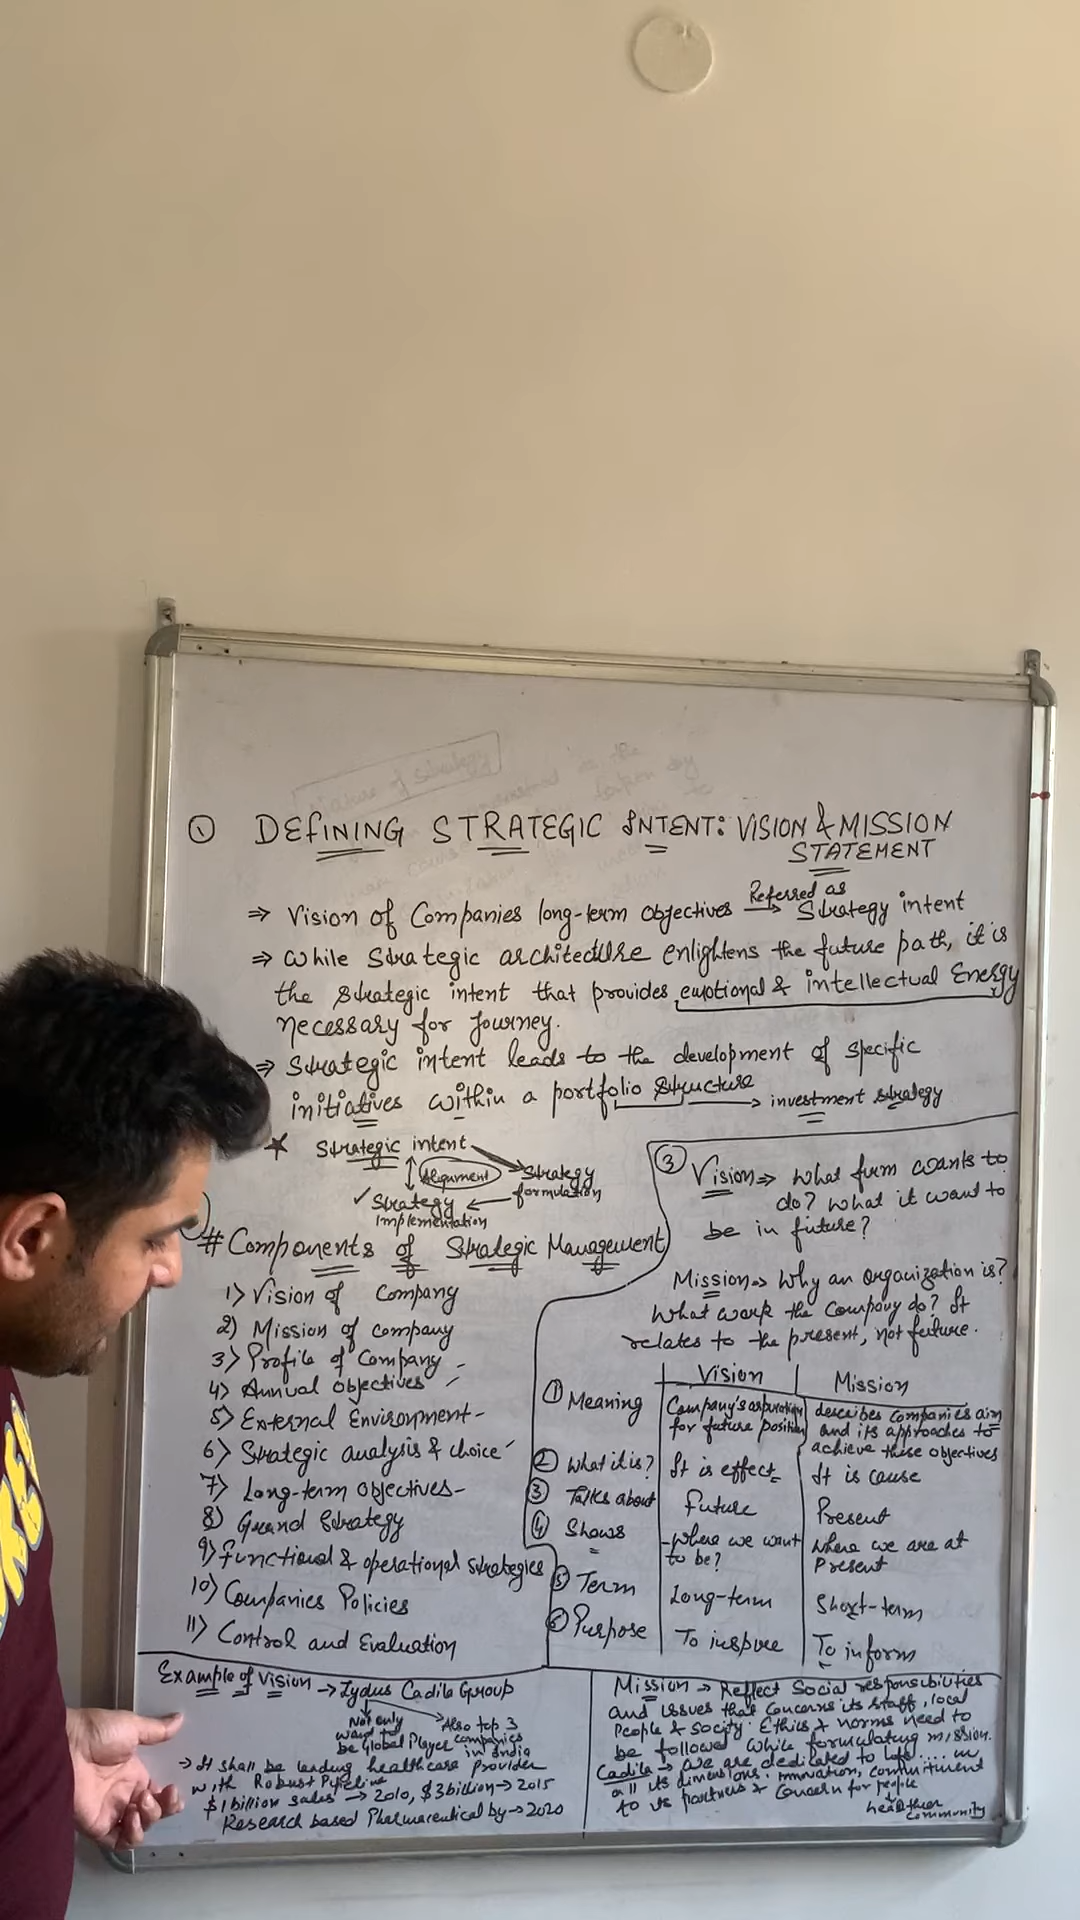 ① DEFINING STRATEGIC INTENT: VISION & MISSION
STATEMENT
⇒ Vision of Companies long-term objectives Referred as → Strategy intent
⇒ While Strategic architecture enlightens the future path, it is
the strategic intent that provides emotional & intellectual Energy
necessary for Journey.
⇒ Strategic intent leads to the development of specific
initiatives within a portfolio structure → investment strategy
★ Strategic intent
Alignment
Strategy
formulation
✓ Strategy
implementation
# Components of Strategic Management
1) Vision of Company
2) Mission of company
3) Profile of Company -
4) Annual objectives
5) External Environment -
6) Strategic analysis & choice
7) Long-term objectives -
8) Grand Strategy
9) functional & operational strategies
10) Companies Policies
11) Control and Evaluation
③ Vision ⇒ What firm wants to
do? What it want to
be in future?
Mission ⇒ Why an organization is?
What work the company do? It
relates to the present, not future.
Vision | Mission
① Meaning
Company's aspiration
for future position
describes companies aim
and its approaches to
achieve these objectives
② What it is? It is effect It is cause
③ Talks about Future Present
④ Shows
-Where we want
to be?
Where we are at
Present
⑤ Term Long-term Short-term
⑥ Purpose To inspire To inform
Example of Vision → Zydus Cadila Group
Not only
want to
be Global Player
Also top 3
companies
in India
→ It shall be leading healthcare provider
with Robust Pipeline
$1 billion sales → 2010, $3 billion → 2015
Research based Pharmaceutical by → 2020
Mission → Reflect Social responsibilities
and issues that concerns its staff, local
People & socity. Ethics & norms need to
be followed while formulating mission.
Cadila → we are dedicated to life .... in
all its dimensions. innovation, commitment
to its partners & concern for people
healthier
community